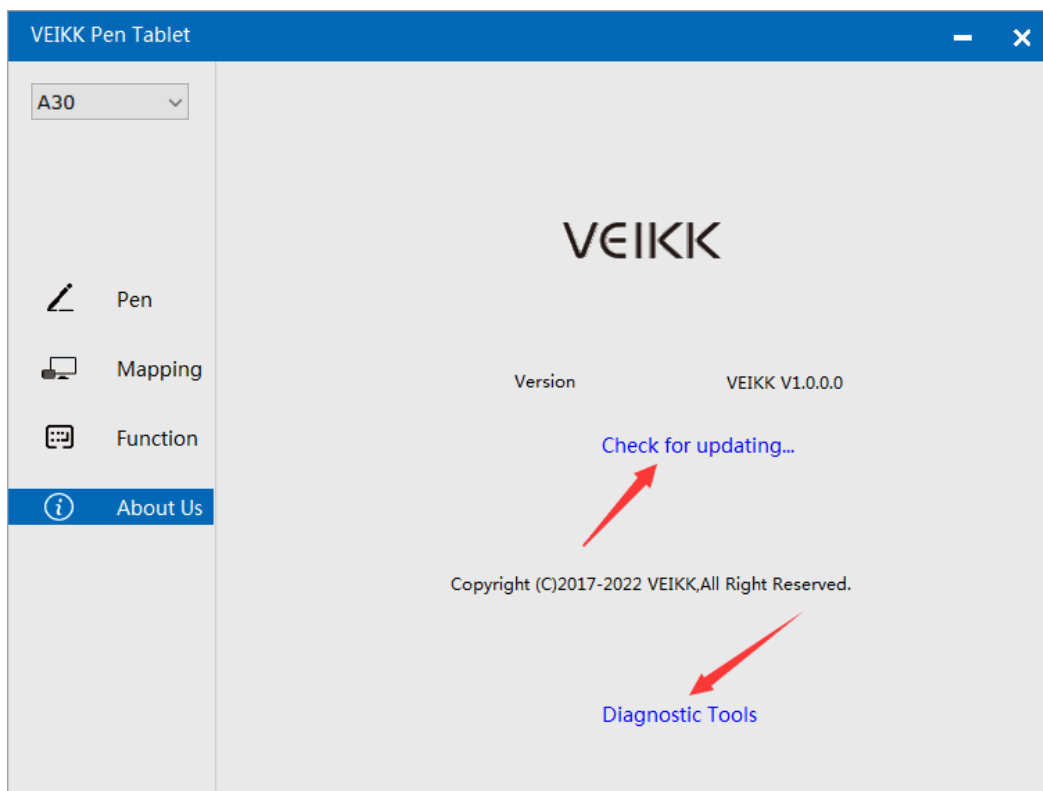 VEIKK Pen Tablet
A30
Pen
Mapping
Function
About Us
VEIKK
Version VEIKK V1.0.0.0
Check for updating...
Copyright (C)2017-2022 VEIKK,All Right Reserved.
Diagnostic Tools